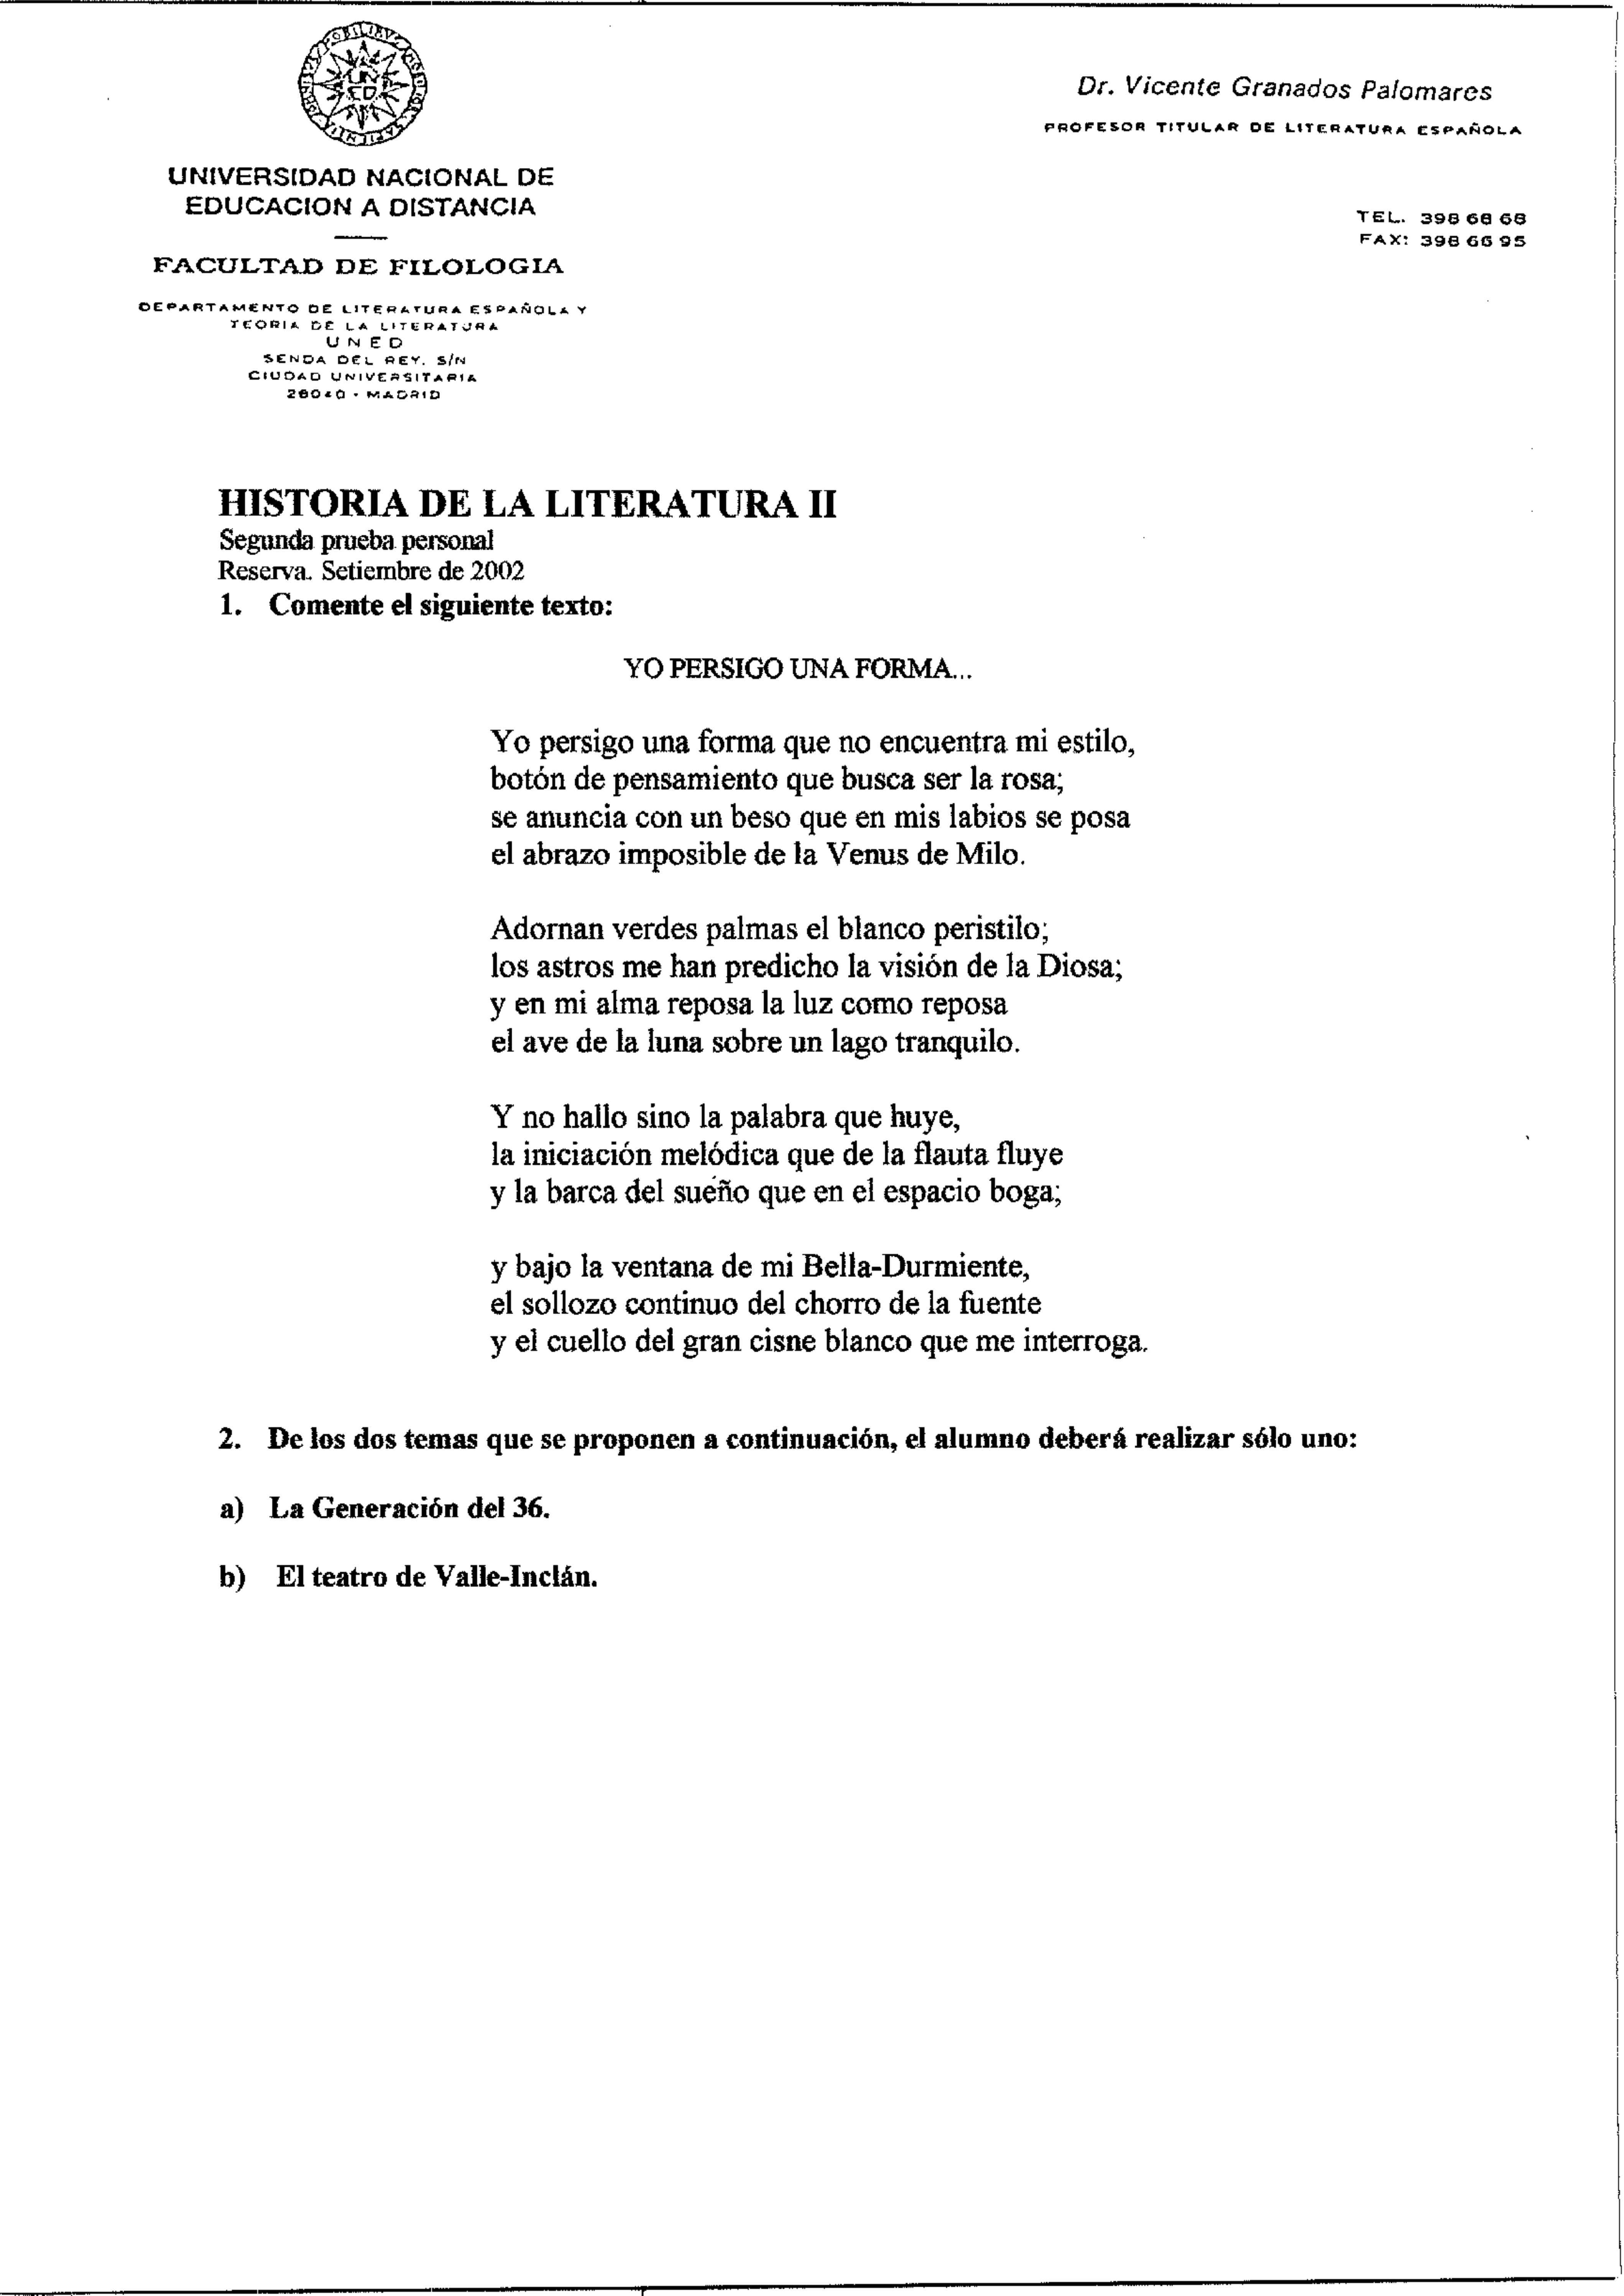 UNED
UNIVERSIDAD NACIONAL DE
EDUCACION A DISTANCIA
FACULTAD DE FILOLOGIA
DEPARTAMENTO DE LITERATURA ESPAÑOLA Y
TEORIA DE LA LITERATURA
UNED
SENDA DEL REY. S/N
CIUDAD UNIVERSITARIA
28040 - MADRID
Dr. Vicente Granados Palomares
PROFESOR TITULAR DE LITERATURA ESPAÑOLA
TEL. 398 68 68
FAX: 398 66 95
HISTORIA DE LA LITERATURA II
Segunda prueba personal
Reserva. Setiembre de 2002
1. Comente el siguiente texto:
YO PERSIGO UNA FORMA...
Yo persigo una forma que no encuentra mi estilo,
botón de pensamiento que busca ser la rosa;
se anuncia con un beso que en mis labios se posa
el abrazo imposible de la Venus de Milo.
Adornan verdes palmas el blanco peristilo;
los astros me han predicho la visión de la Diosa;
y en mi alma reposa la luz como reposa
el ave de la luna sobre un lago tranquilo.
Y no hallo sino la palabra que huye,
la iniciación melódica que de la flauta fluye
y la barca del sueño que en el espacio boga;
y bajo la ventana de mi Bella-Durmiente,
el sollozo continuo del chorro de la fuente
y el cuello del gran cisne blanco que me interroga.
2. De los dos temas que se proponen a continuación, el alumno deberá realizar sólo uno:
a) La Generación del 36.
b) El teatro de Valle-Inclán.